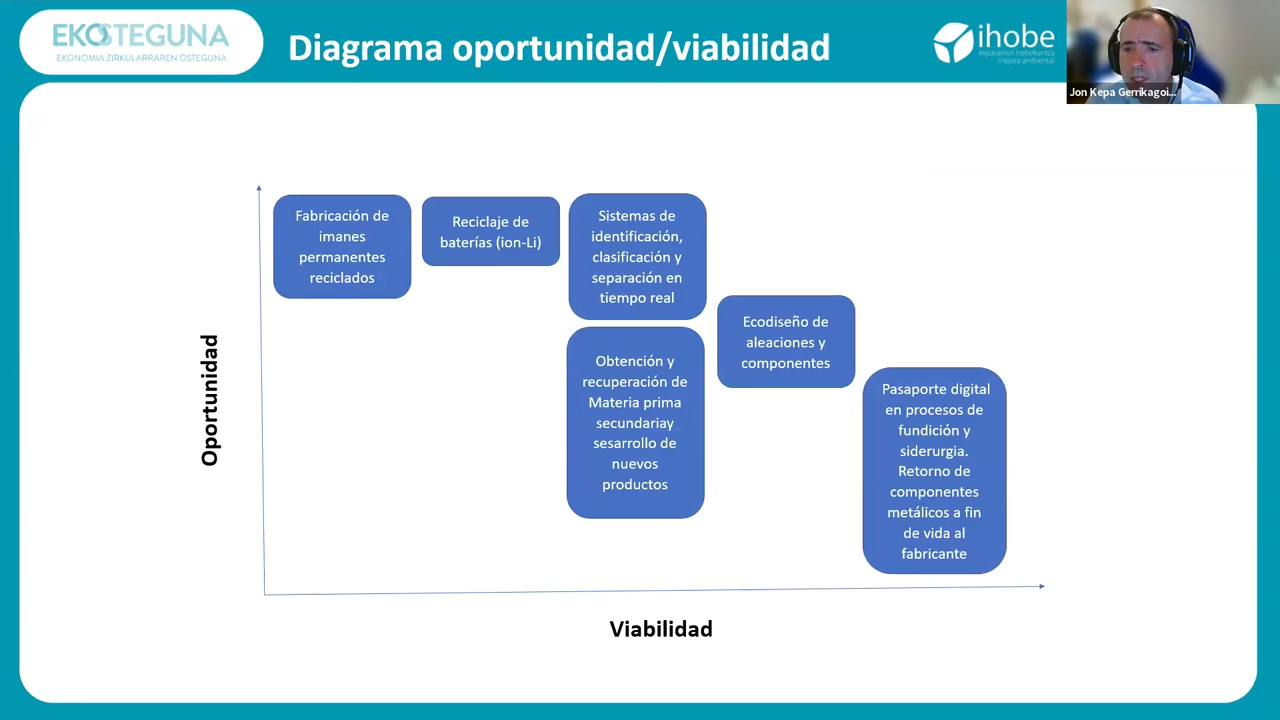 EKOSTEGUNA
EKONOMIA ZIRKULARRAREN OSTEGUNA
Diagrama oportunidad/viabilidad
ihobe
ingurumen hobekuntza
mejora ambiental
Jon Kepa Gerrikagoi...
Fabricación de
imanes
permanentes
reciclados
Reciclaje de
baterías (ion-Li)
Sistemas de
identificación,
clasificación y
separación en
tiempo real
Obtención y
recuperación de
Materia prima
secundariay
sesarrollo de
nuevos
productos
Ecodiseño de
aleaciones y
componentes
Pasaporte digital
en procesos de
fundición y
siderurgia.
Retorno de
componentes
metálicos a fin
de vida al
fabricante
Oportunidad
Viabilidad